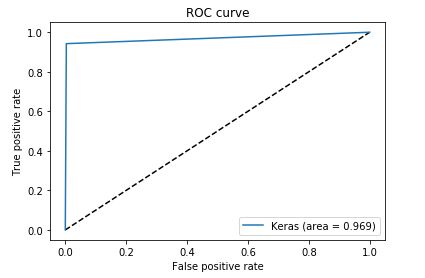 ROC curve
1.0
0.8
0.6
0.4
0.2
0.0
True positive rate
Keras (area = 0.969)
0.0 0.2 0.4 0.6 0.8 1.0
False positive rate